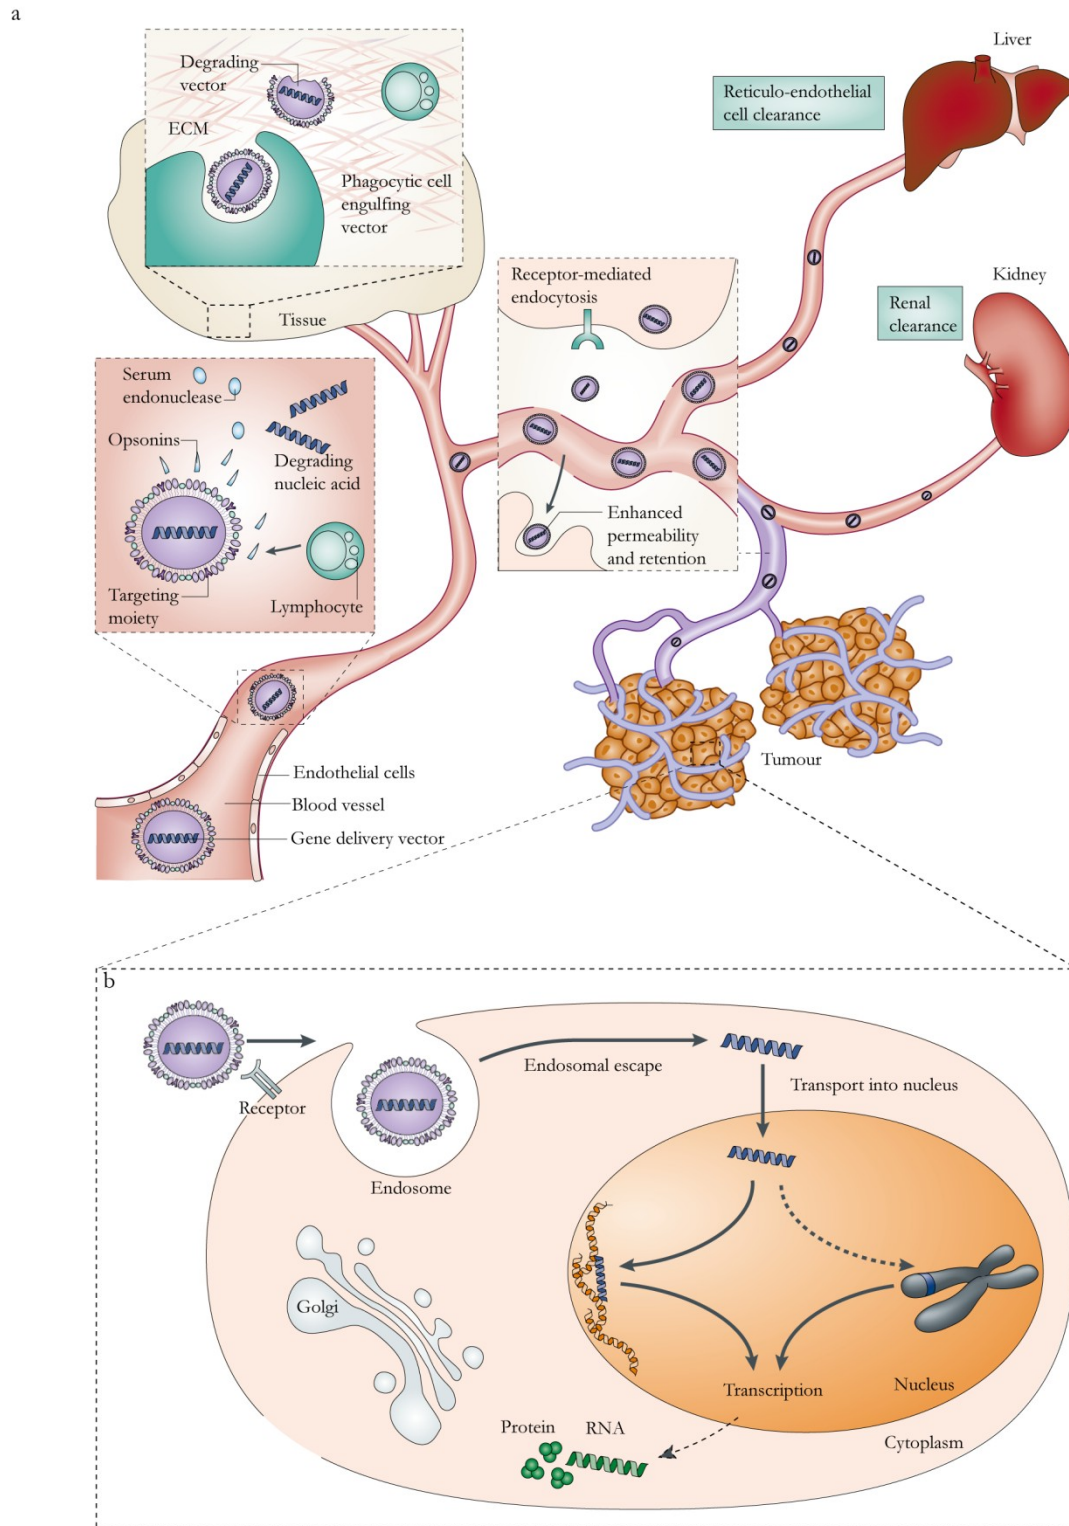 a
Degrading
vector
ECM
Phagocytic cell
engulfing
vector
Tissue
Liver
Reticulo-endothelial
cell clearance
Kidney
Renal
clearance
Receptor-mediated
endocytosis
Enhanced
permeability
and retention
Serum
endonuclease
Opsonins
Degrading
nucleic acid
Targeting
moiety
Lymphocyte
Endothelial cells
Blood vessel
Gene delivery vector
Tumour
b
Receptor
Endosome
Endosomal escape
Transport into nucleus
Golgi
Transcription
Nucleus
Protein
RNA
Cytoplasm